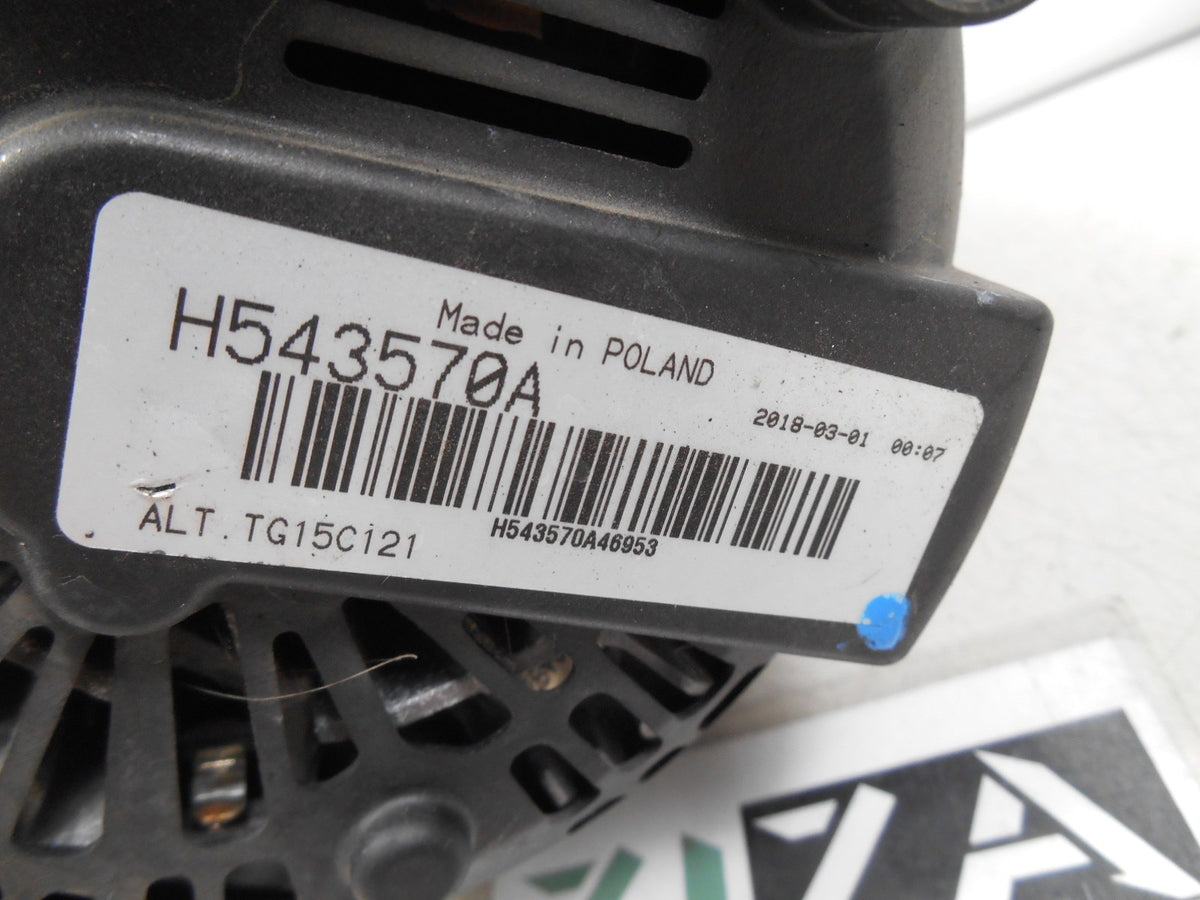 Made in POLAND
H543570A
2018-03-01 00:07
H543570A46953
ALT.TG15C121